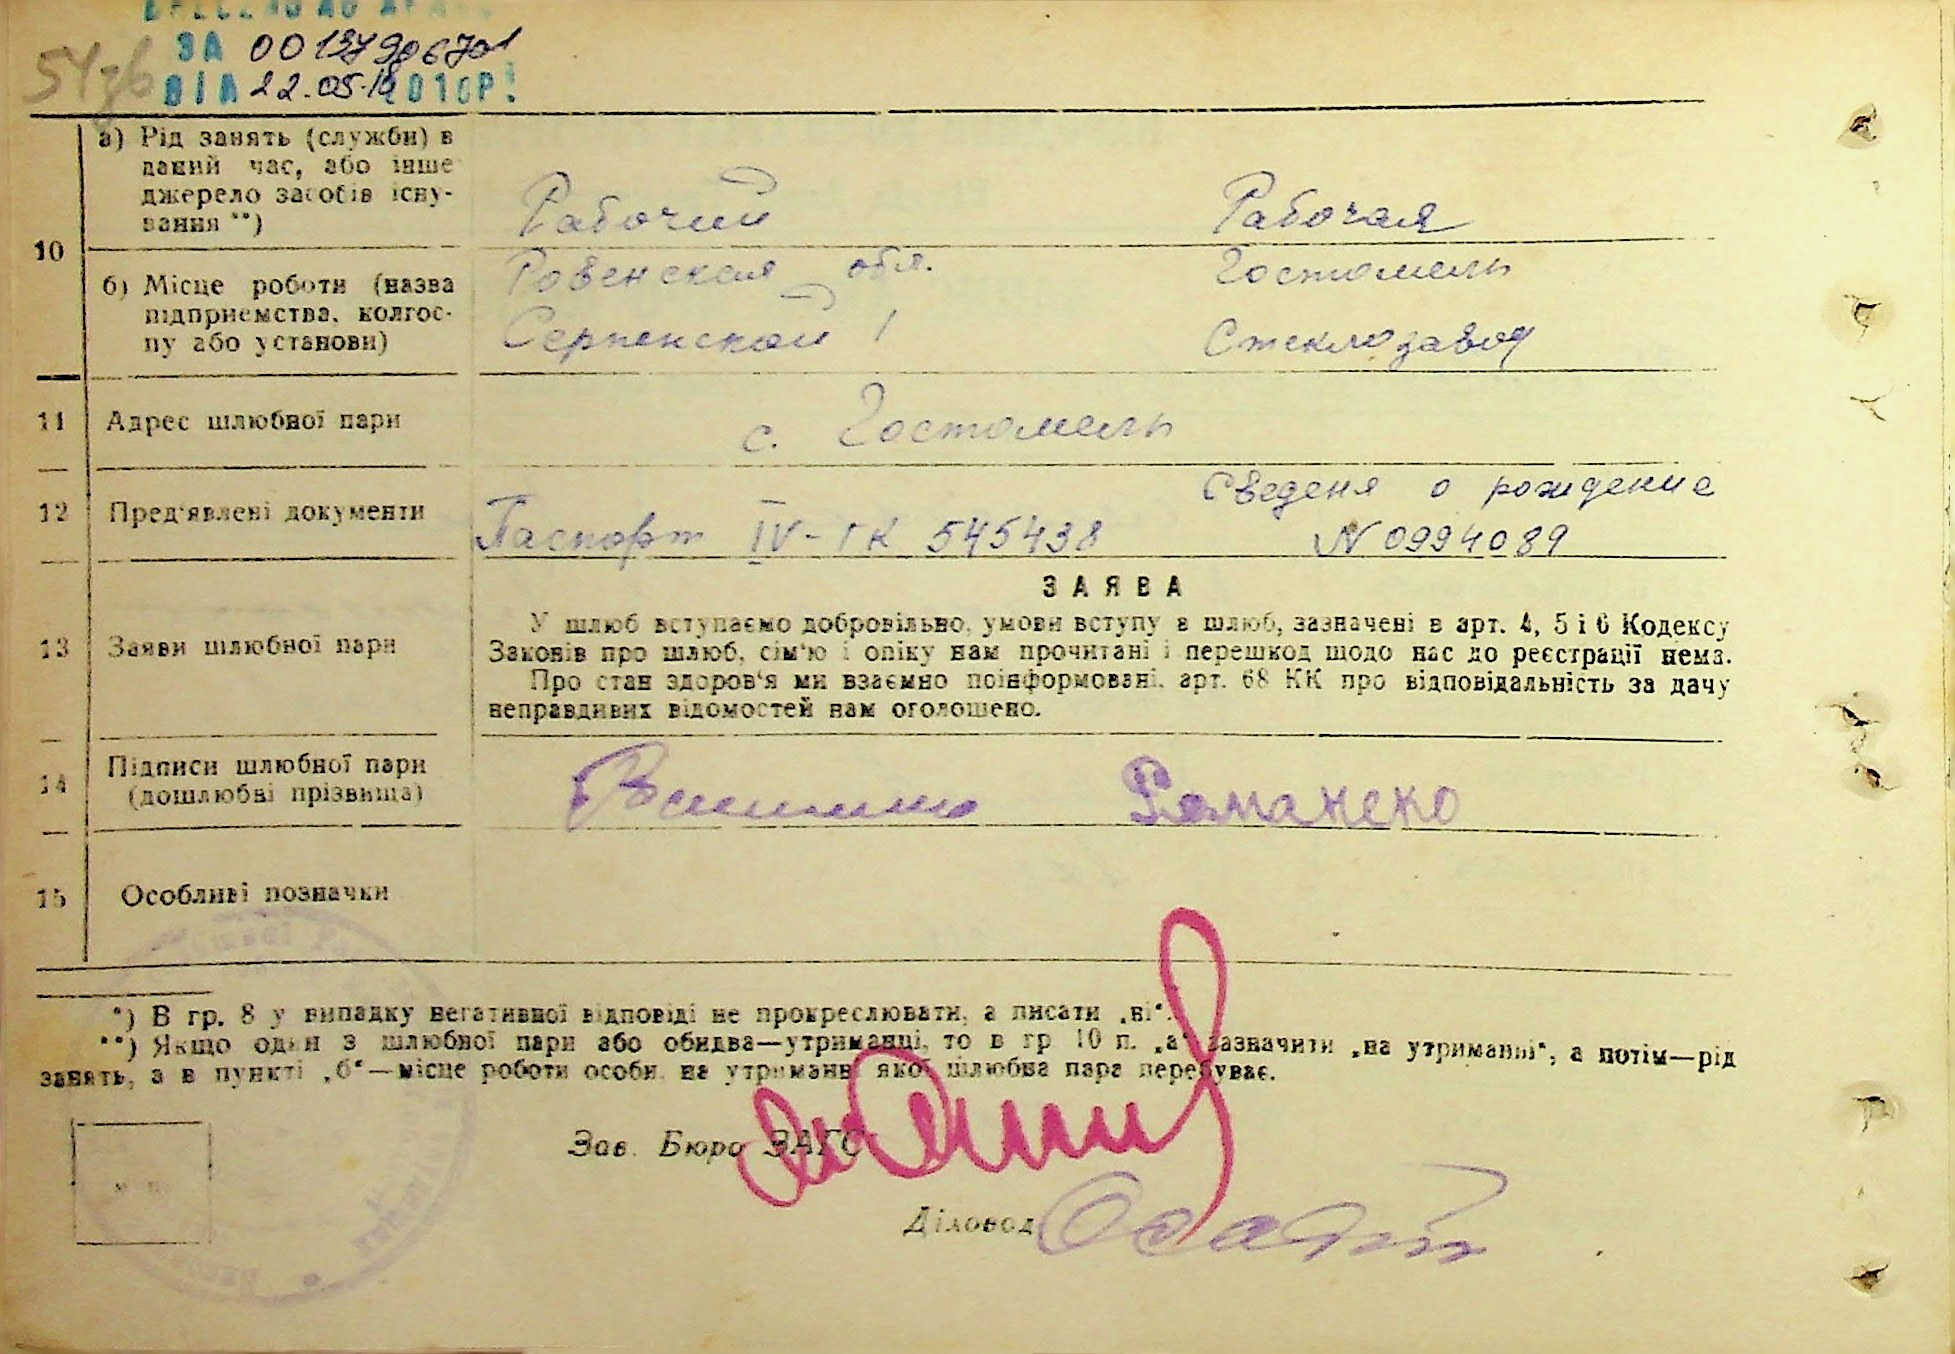 ЗА 00137906701
ВІД 22.05.19 2010Р.
10
а) Рід занять (служби) в
даний час, або інше
джерело засобів існу-
вання **)
Рабочий
Рабочая
б) Місце роботи (назва
підприємства, колгос-
пу або установи)
Ровенская обл.
Гостомель
Стеклозавод
11
Адрес шлюбної пари
с. Гостомель
12
Пред'явлені документи
Паспорт IV-ГК 545438
Сведеня о рождение
N 0994089
13
Заяви шлюбної пари
ЗАЯВА
У шлюб вступаємо добровільно, умови вступу в шлюб, зазначені в арт. 4, 5 і 6 Кодексу
Законів про шлюб, сім'ю і опіку нам прочитані і перешкод щодо нас до реєстрації нема.
Про стан здоров'я ми взаємно поінформовані, арт. 68 КК про відповідальність за дачу
неправдивих відомостей нам оголошено.
14
Підписи шлюбної пари
(дошлюбні прізвища)
Романеко
15
Особливі позначки
*) В гр. 8 у випадку негативної відповіді не прокреслювати, а писати „ні".
**) Якщо один з шлюбної пари або обидва—утриманці, то в гр 10 п. „а" зазначити „на утриманні", а потім—рід
занять, а в пункті „б"—місце роботи особи, на утриманні якої шлюбна пара перебуває.
Зав. Бюро ЗАГС
Діловод